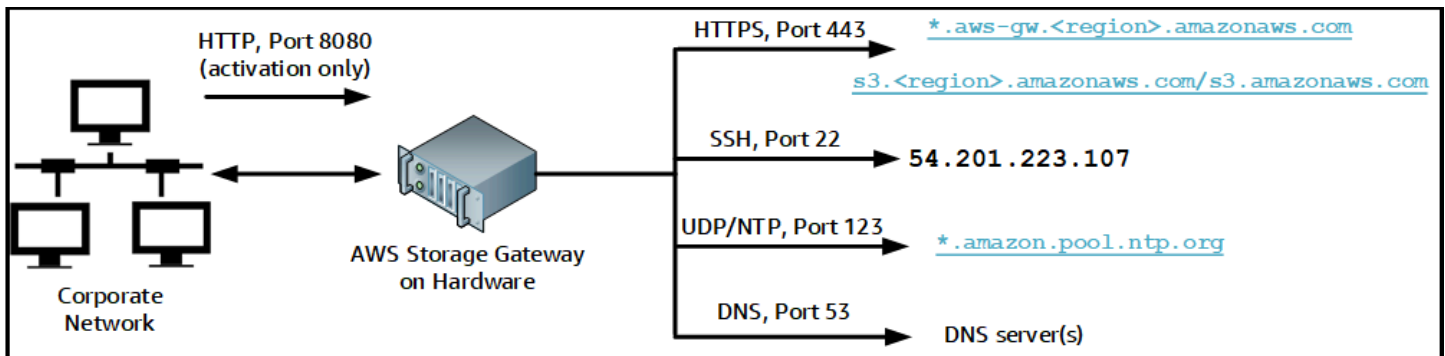 HTTP, Port 8080
(activation only)
Corporate
Network
AWS Storage Gateway
on Hardware
HTTPS, Port 443
*.aws-gw.<region>.amazonaws.com
s3.<region>.amazonaws.com/s3.amazonaws.com
SSH, Port 22
54.201.223.107
UDP/NTP, Port 123
*.amazon.pool.ntp.org
DNS, Port 53
DNS server(s)